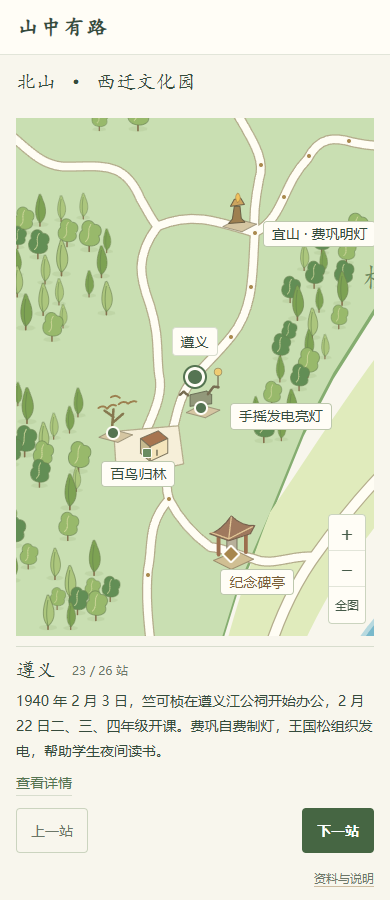 山中有路
北山 • 西迁文化园
宜山 · 费巩明灯
遵义
手摇发电亮灯
百鸟归林
纪念碑亭
+
−
全图
遵义 23 / 26 站
1940 年 2 月 3 日，竺可桢在遵义江公祠开始办公，2 月
22 日二、三、四年级开课。费巩自费制灯，王国松组织发
电，帮助学生夜间读书。
查看详情
上一站
下一站
资料与说明